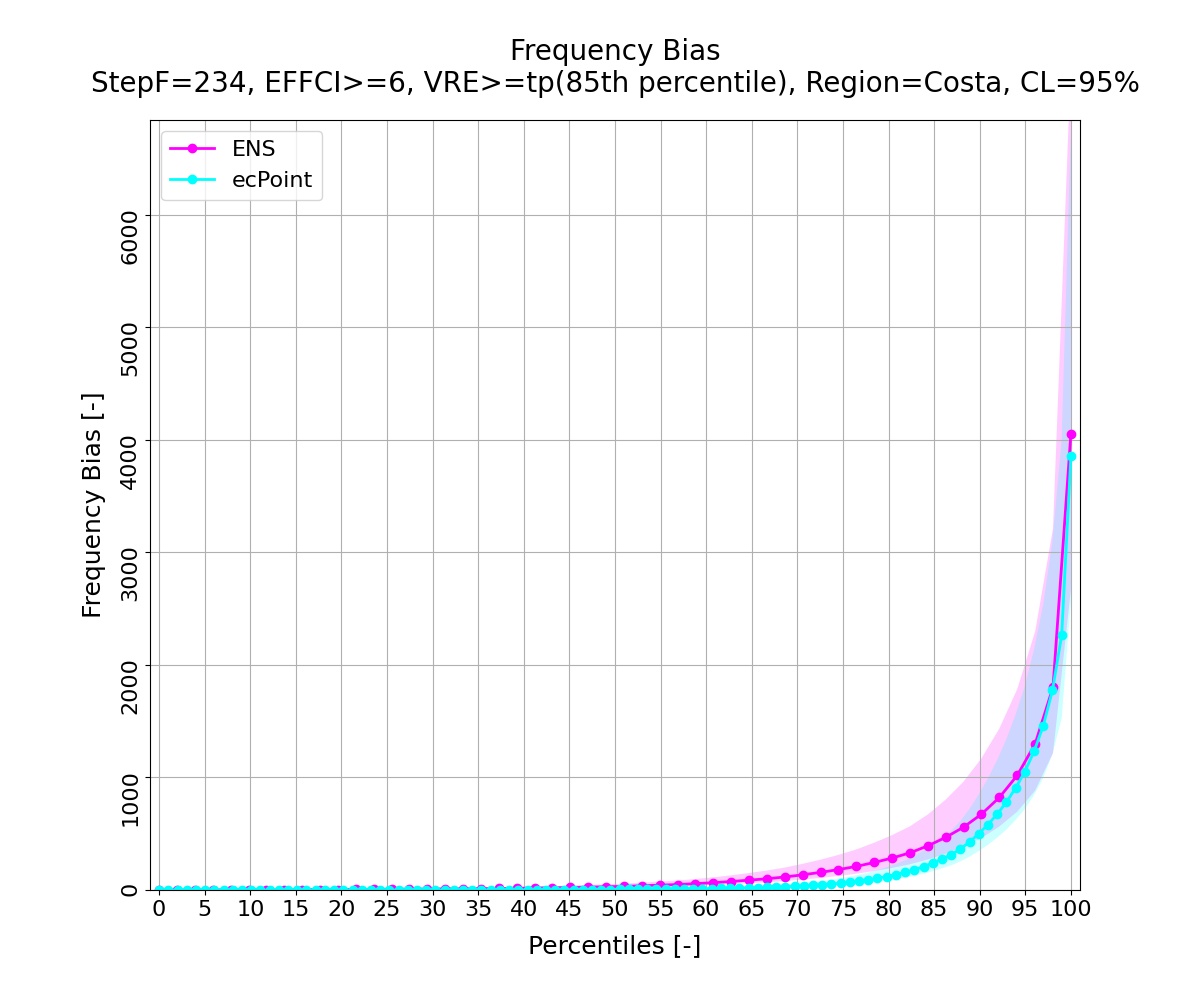 Frequency Bias
StepF=234, EFFCI>=6, VRE>=tp(85th percentile), Region=Costa, CL=95%
ENS
ecPoint
Frequency Bias [-]
6000
5000
4000
3000
2000
1000
0
0 5 10 15 20 25 30 35 40 45 50 55 60 65 70 75 80 85 90 95 100
Percentiles [-]